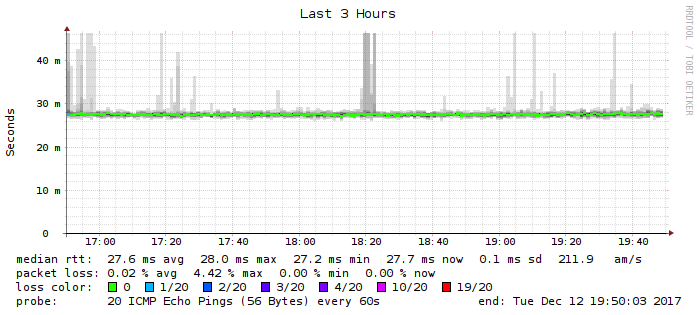 Last 3 Hours
RRDTOOL / TOBI OETIKER
Seconds
40 m
30 m
20 m
10 m
0
17:00 17:20 17:40 18:00 18:20 18:40 19:00 19:20 19:40
median rtt: 27.6 ms avg 28.0 ms max 27.2 ms min 27.7 ms now 0.1 ms sd 211.9 am/s
packet loss: 0.02 % avg 4.42 % max 0.00 % min 0.00 % now
loss color: 0 1/20 2/20 3/20 4/20 10/20 19/20
probe: 20 ICMP Echo Pings (56 Bytes) every 60s end: Tue Dec 12 19:50:03 2017